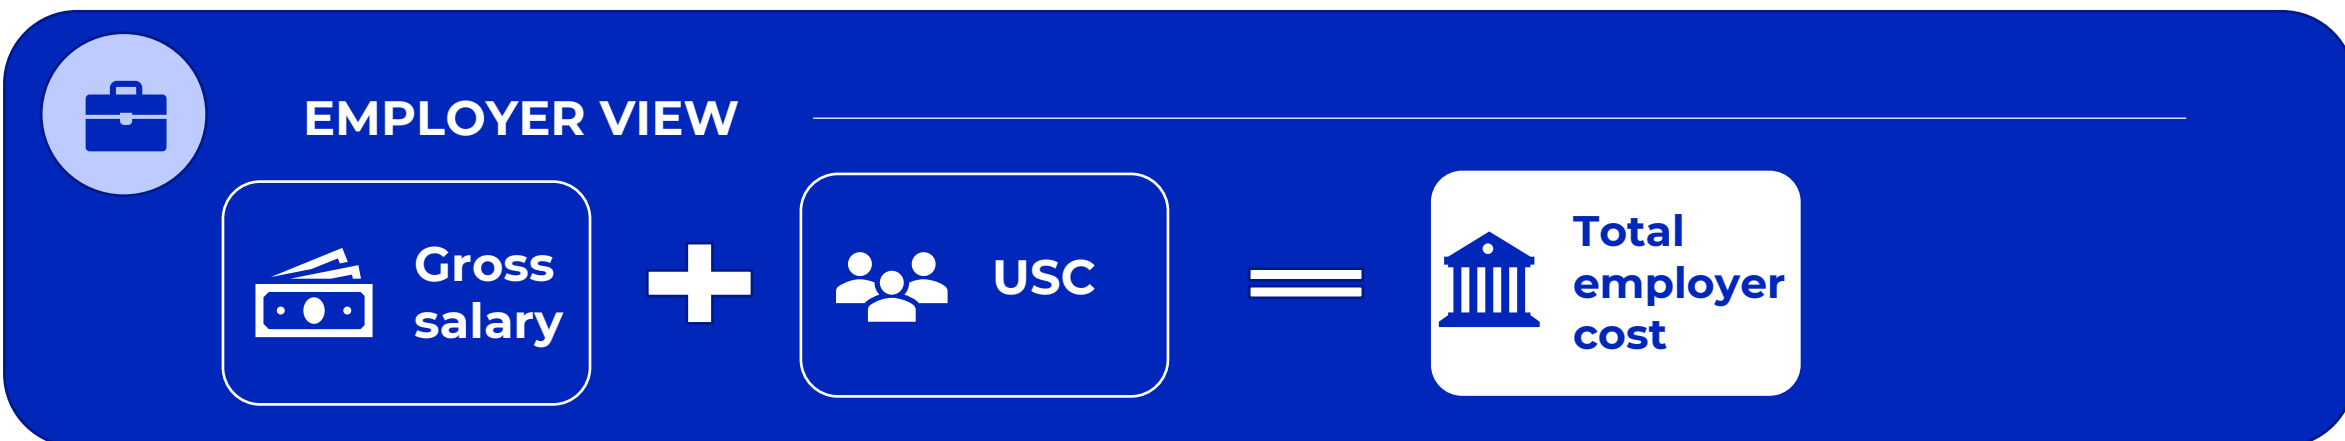 EMPLOYER VIEW
Gross
salary
USC
Total
employer
cost